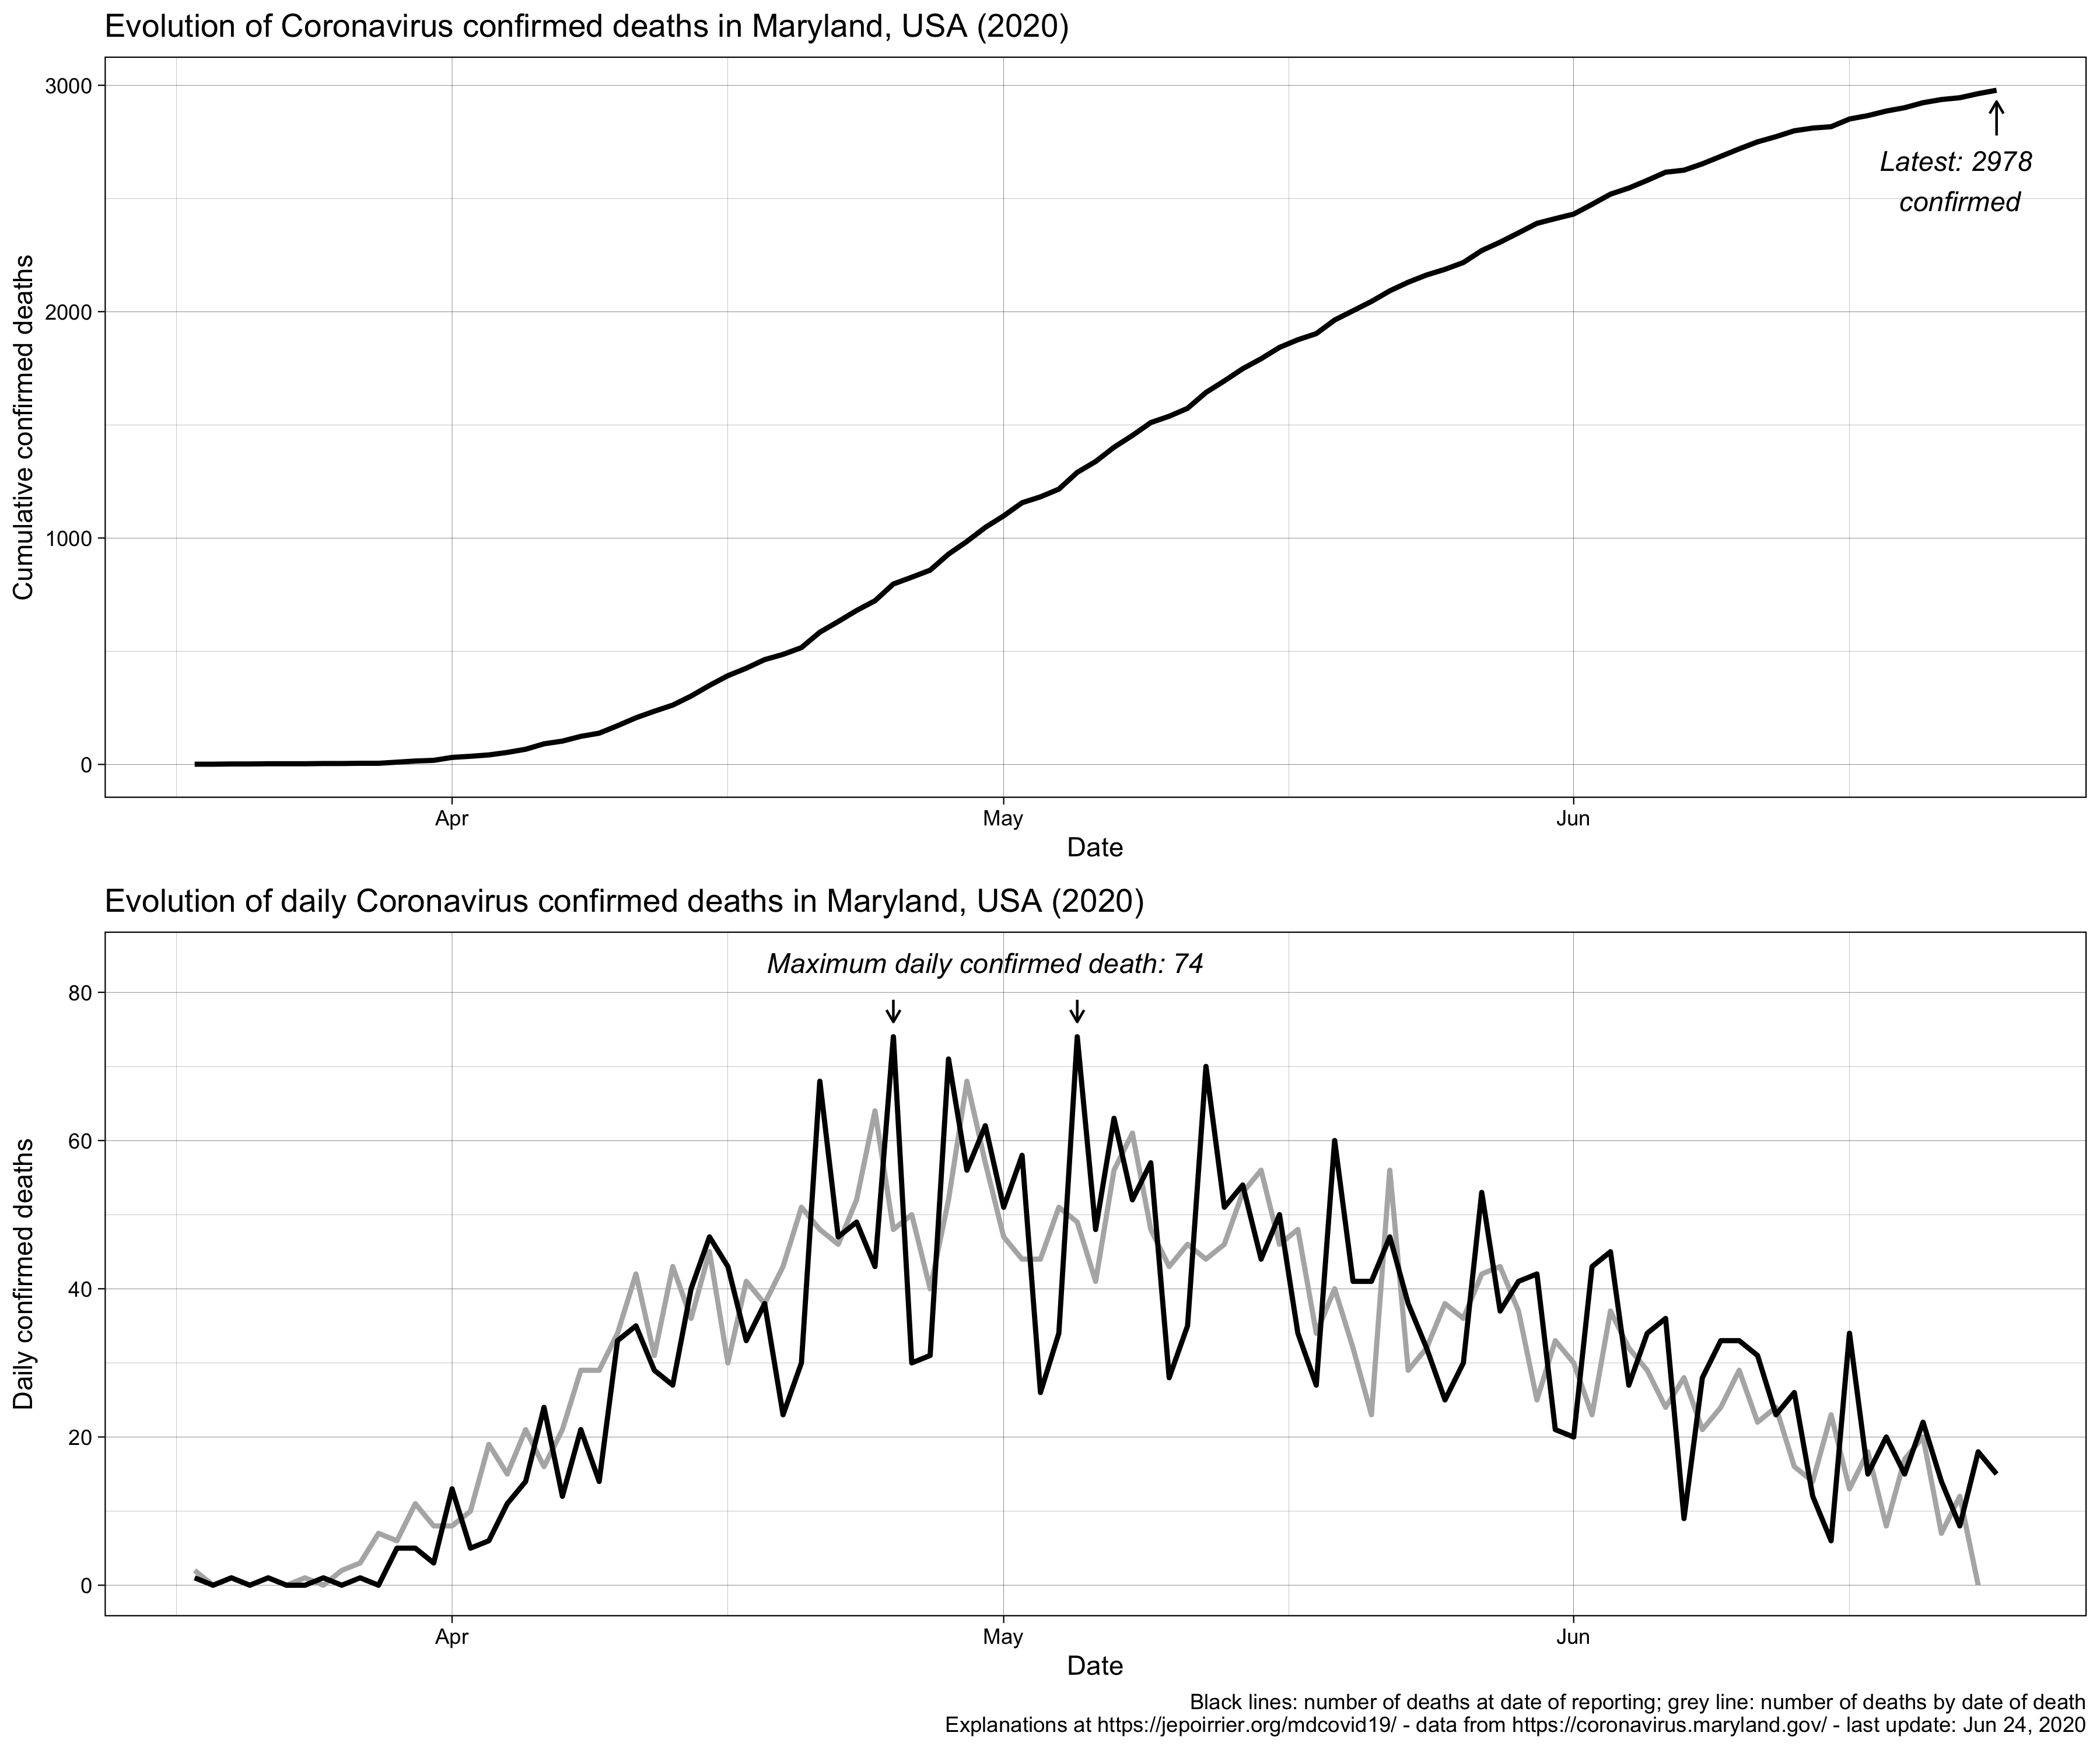 Evolution of Coronavirus confirmed deaths in Maryland, USA (2020)
3000
2000
1000
0
Cumulative confirmed deaths
Latest: 2978
confirmed
Apr
May
Jun
Date
Evolution of daily Coronavirus confirmed deaths in Maryland, USA (2020)
Maximum daily confirmed death: 74
80
60
40
20
0
Daily confirmed deaths
Apr
May
Jun
Date
Black lines: number of deaths at date of reporting; grey line: number of deaths by date of death
Explanations at https://jepoirrier.org/mdcovid19/ - data from https://coronavirus.maryland.gov/ - last update: Jun 24, 2020